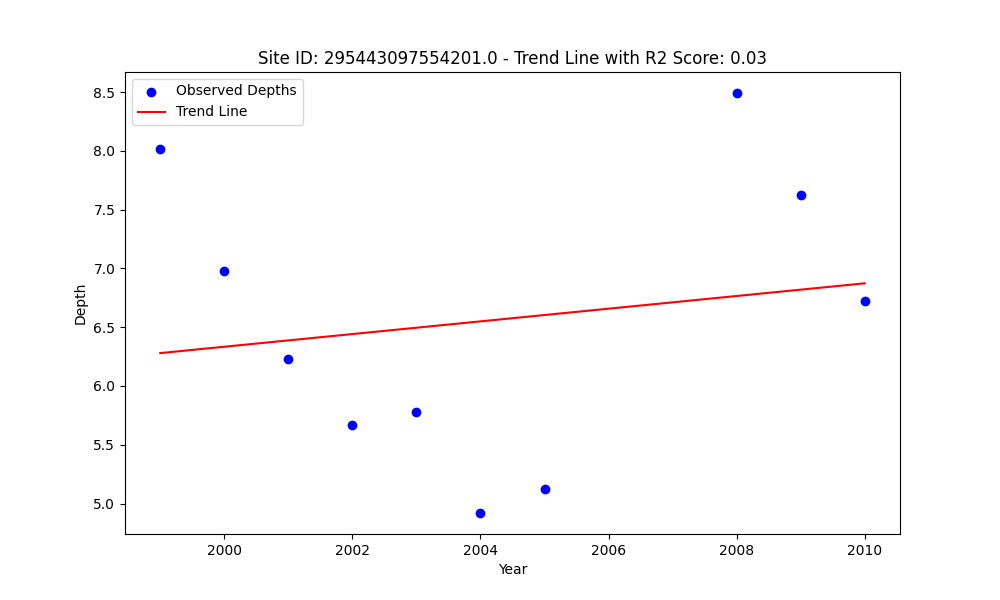 Site ID: 295443097554201.0 - Trend Line with R2 Score: 0.03
Observed Depths
Trend Line
8.5
8.0
7.5
7.0
6.5
6.0
5.5
5.0
Depth
2000
2002
2004
2006
2008
2010
Year